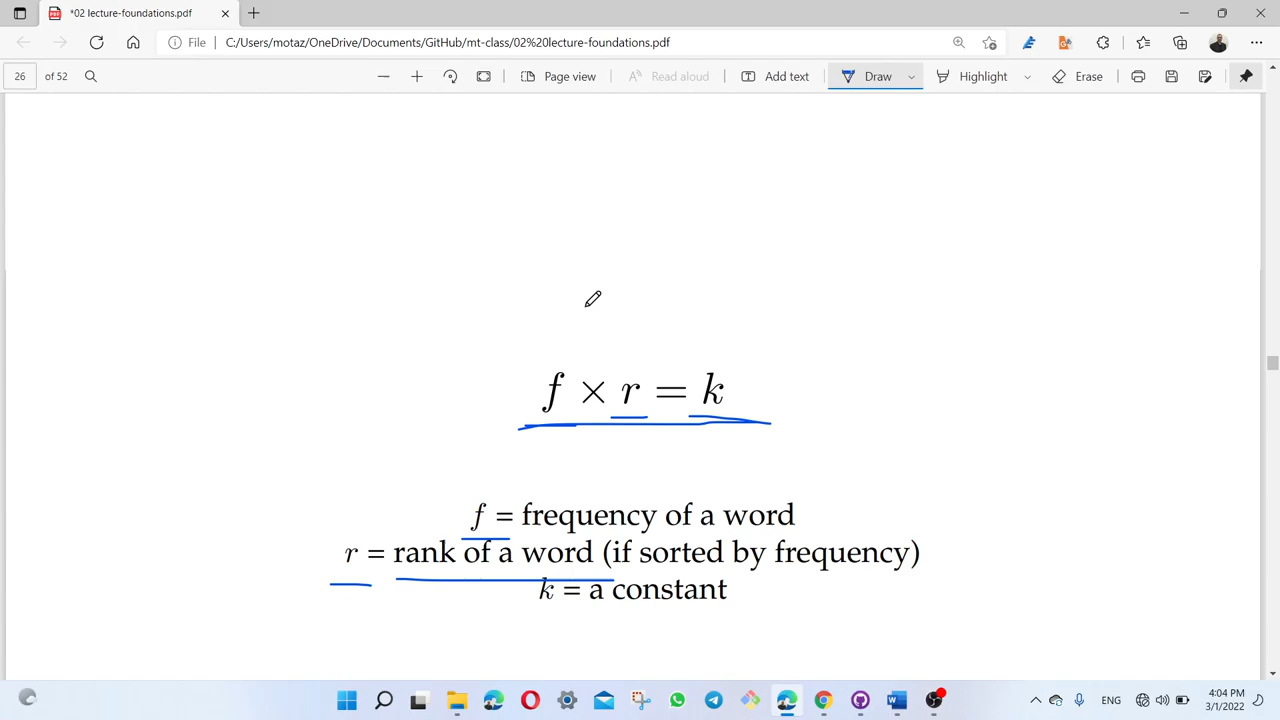 *02 lecture-foundations.pdf
File C:/Users/motaz/OneDrive/Documents/GitHub/mt-class/02%20lecture-foundations.pdf
26 of 52 Page view Read aloud Add text Draw Highlight Erase
f × r = k
f = frequency of a word
r = rank of a word (if sorted by frequency)
k = a constant
ENG 4:04 PM
3/1/2022